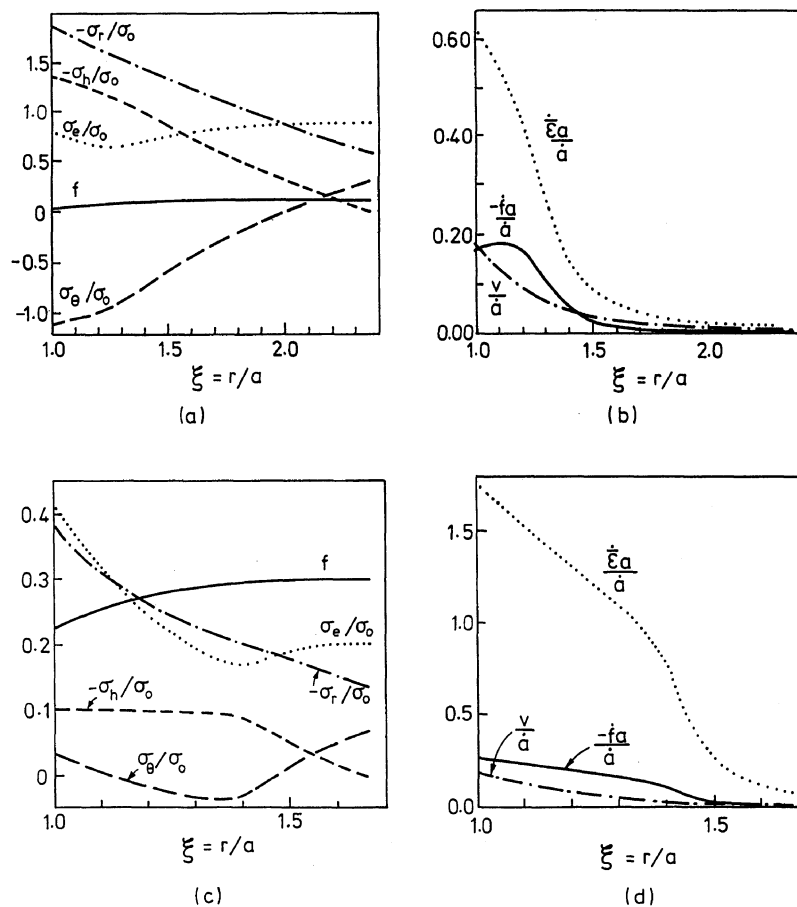 -σr/σo
-σh/σo
σe/σo
f
σθ/σo
1.5
1.0
0.5
0
-0.5
-1.0
1.0
1.5
2.0
ξ = r/a
(a)
0.60
0.40
0.20
0.00
ε̄̇a/ȧ
-ḟa/ȧ
v/ȧ
1.0
1.5
2.0
ξ = r/a
(b)
0.4
0.3
0.2
0.1
0
f
σe/σo
-σr/σo
-σh/σo
σθ/σo
1.0
1.5
ξ = r/a
(c)
1.5
1.0
0.5
0.0
ε̄̇a/ȧ
v/ȧ
-ḟa/ȧ
1.0
1.5
ξ = r/a
(d)